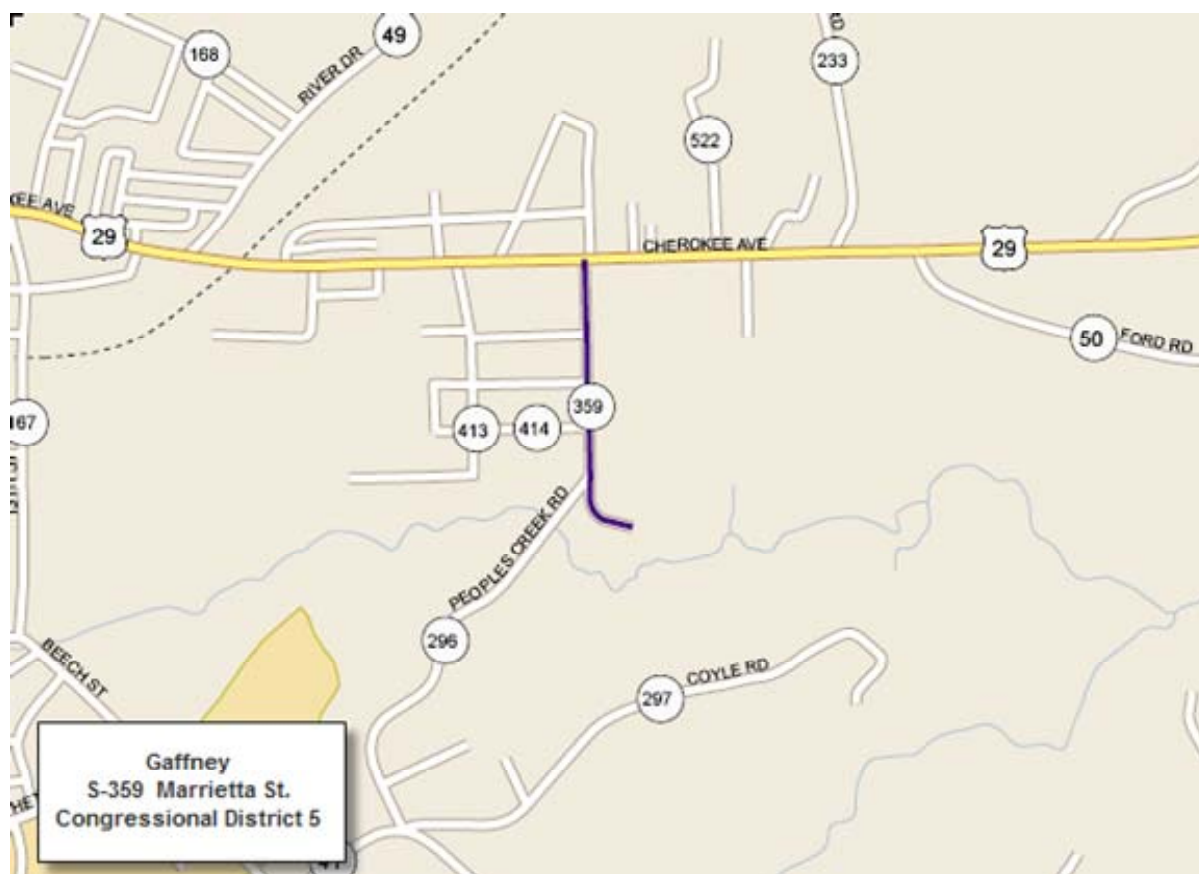 168
49
RIVER DR
RD
233
522
KEE AVE
29
CHEROKEE AVE
29
50
FORD RD
167
359
413
414
PEOPLES CREEK RD
296
BEECH ST
COYLE RD
297
Gaffney
S-359 Marrietta St.
Congressional District 5